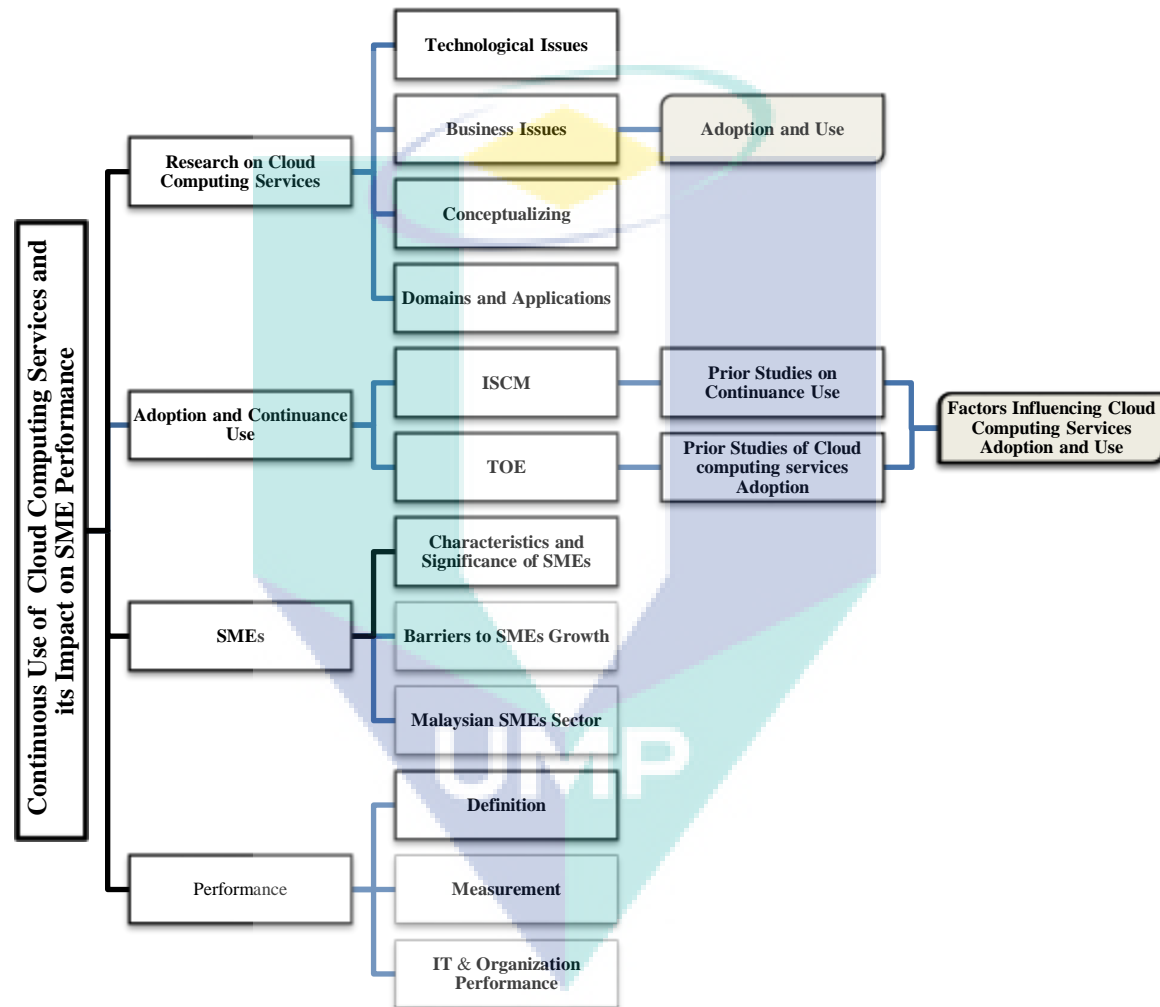 Continuous Use of Cloud Computing Services and
its Impact on SME Performance
Research on Cloud
Computing Services
Technological Issues
Business Issues
Adoption and Use
Conceptualizing
Domains and Applications
Adoption and Continuance
Use
ISCM
Prior Studies on
Continuance Use
TOE
Prior Studies of Cloud
computing services
Adoption
Factors Influencing Cloud
Computing Services
Adoption and Use
SMEs
Characteristics and
Significance of SMEs
Barriers to SMEs Growth
Malaysian SMEs Sector
UMP
Performance
Definition
Measurement
IT & Organization
Performance